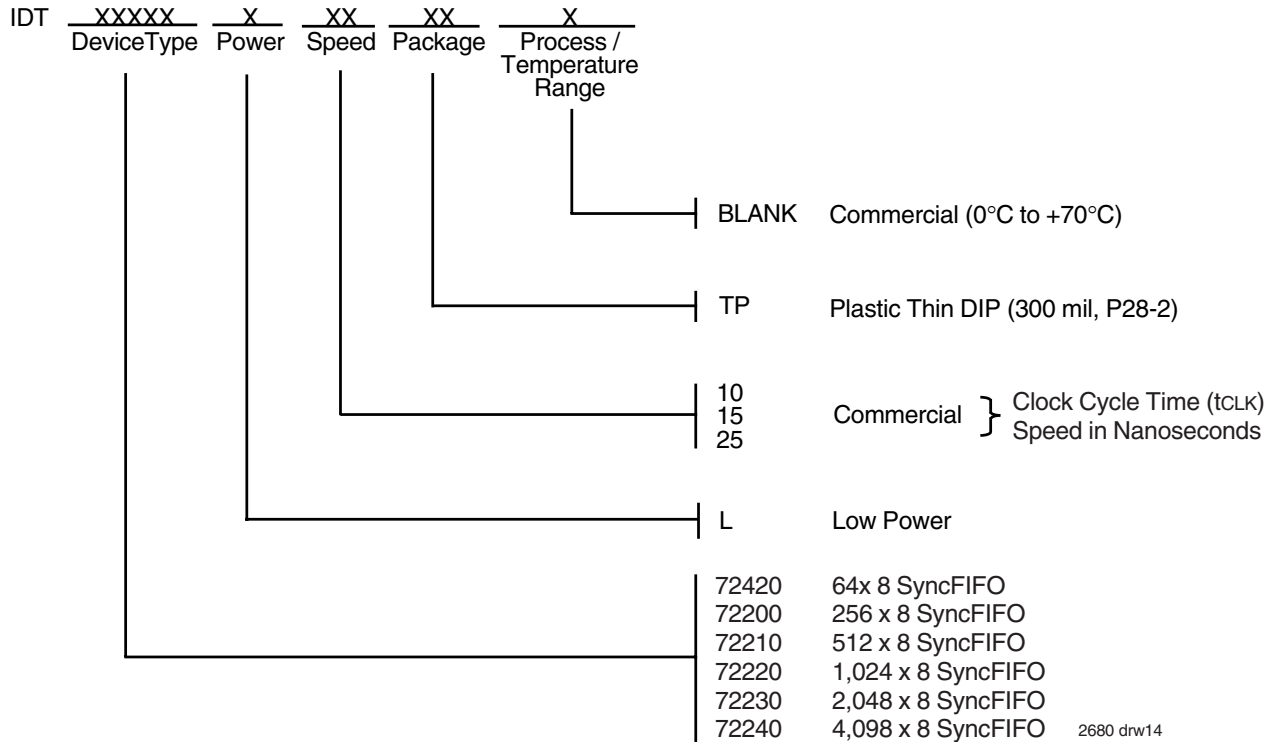 IDT XXXXX X XX XX X
DeviceType Power Speed Package Process /
Temperature
Range
BLANK Commercial (0°C to +70°C)
TP Plastic Thin DIP (300 mil, P28-2)
10
15 Commercial } Clock Cycle Time (tCLK)
25 Speed in Nanoseconds
L Low Power
72420 64x 8 SyncFIFO
72200 256 x 8 SyncFIFO
72210 512 x 8 SyncFIFO
72220 1,024 x 8 SyncFIFO
72230 2,048 x 8 SyncFIFO
72240 4,098 x 8 SyncFIFO 2680 drw14